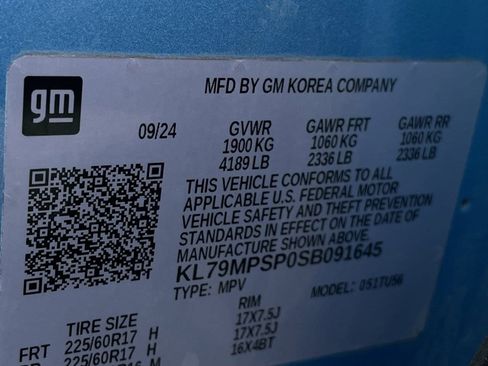 gm
MFD BY GM KOREA COMPANY
09/24 GVWR GAWR FRT GAWR RR
1900 KG 1060 KG 1060 KG
4189 LB 2336 LB 2336 LB
THIS VEHICLE CONFORMS TO ALL
APPLICABLE U.S. FEDERAL MOTOR
VEHICLE SAFETY AND THEFT PREVENTION
STANDARDS IN EFFECT ON THE DATE OF
MANUFACTURE SHOWN ABOVE.
KL79MPSP0SB091645
TYPE: MPV MODEL: 051TU56
TIRE SIZE RIM
FRT 225/60R17 H 17X7.5J
225/60R17 H 17X7.5J
M 16X4BT